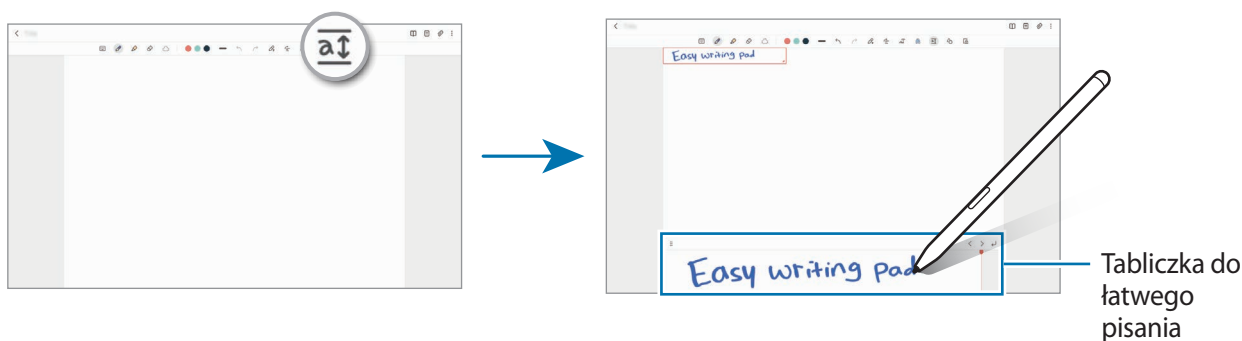 a
Easy writing pad
Easy writing pad
Tabliczka do
łatwego
pisania